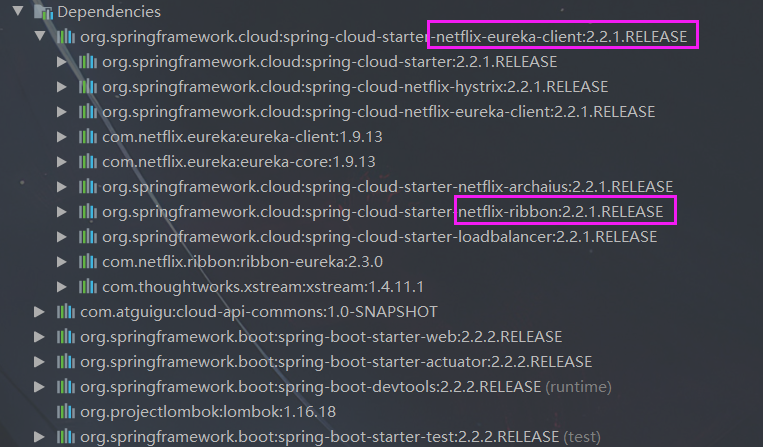 Dependencies
org.springframework.cloud:spring-cloud-starter-netflix-eureka-client:2.2.1.RELEASE
org.springframework.cloud:spring-cloud-starter:2.2.1.RELEASE
org.springframework.cloud:spring-cloud-netflix-hystrix:2.2.1.RELEASE
org.springframework.cloud:spring-cloud-netflix-eureka-client:2.2.1.RELEASE
com.netflix.eureka:eureka-client:1.9.13
com.netflix.eureka:eureka-core:1.9.13
org.springframework.cloud:spring-cloud-starter-netflix-archaius:2.2.1.RELEASE
org.springframework.cloud:spring-cloud-starter-netflix-ribbon:2.2.1.RELEASE
org.springframework.cloud:spring-cloud-starter-loadbalancer:2.2.1.RELEASE
com.netflix.ribbon:ribbon-eureka:2.3.0
com.thoughtworks.xstream:xstream:1.4.11.1
com.atguigu:cloud-api-commons:1.0-SNAPSHOT
org.springframework.boot:spring-boot-starter-web:2.2.2.RELEASE
org.springframework.boot:spring-boot-starter-actuator:2.2.2.RELEASE
org.springframework.boot:spring-boot-devtools:2.2.2.RELEASE (runtime)
org.projectlombok:lombok:1.16.18
org.springframework.boot:spring-boot-starter-test:2.2.2.RELEASE (test)